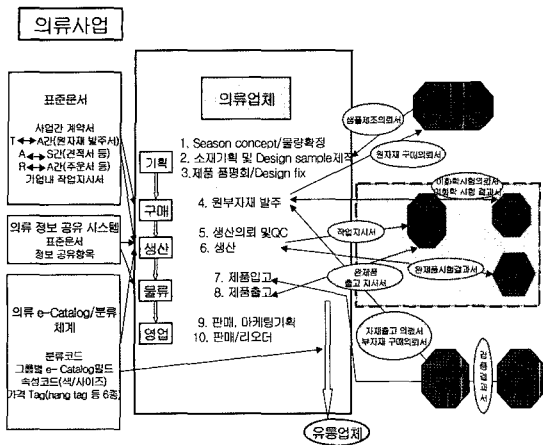 의류사업
표준문서
사업간 계약서
T↔A간(원자재 발주서)
A↔S간(견적서 등)
R↔A간(주문서 등)
기업내 작업지시서
의류 정보 공유 시스템
표준문서
정보 공유항목
의류 e-Catalog/분류
체계
분류코드
그룹별 e- Catalog빌드
속성코드(색/사이즈)
가격 Tag(hang tag 등 6종)
의류업체
기획
구매
생산
물류
영업
1. Season concept/물량확정
2. 소재기획 및 Design sample제작
3.제품 품평회/Design fix
4. 원부자재 발주
5. 생산의뢰 및QC
6. 생산
7. 제품입고
8. 제품출고
9. 판매, 마케팅기획
10. 판매/리오더
샘플제조의뢰서
원자재 구매의뢰서
이화학시험의뢰서
이화학 시험 결과서
작업지시서
완제품시험결과서
완제품
출고 지시서
자재출고 의뢰서
부자재 구매의뢰서
검품결과서
유통업체